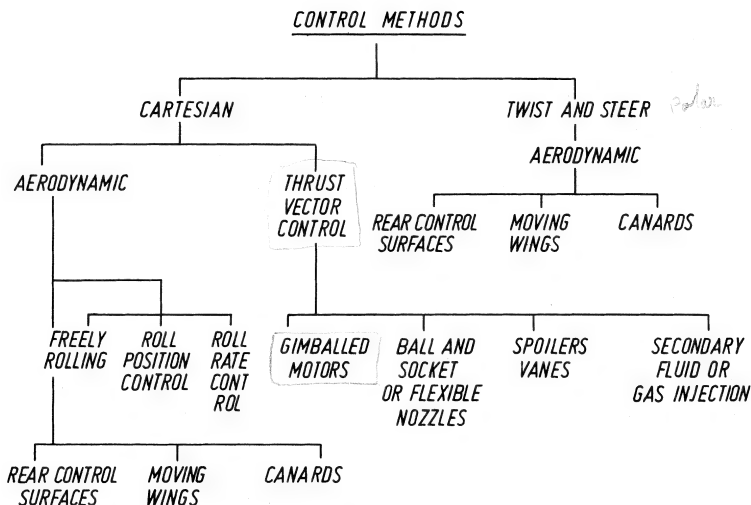 CONTROL METHODS
CARTESIAN
TWIST AND STEER
Polar
AERODYNAMIC
AERODYNAMIC
THRUST
VECTOR
CONTROL
REAR CONTROL
SURFACES
MOVING
WINGS
CANARDS
FREELY
ROLLING
ROLL
POSITION
CONTROL
ROLL
RATE
CONT
ROL
GIMBALLED
MOTORS
BALL AND
SOCKET
OR FLEXIBLE
NOZZLES
SPOILERS
VANES
SECONDARY
FLUID OR
GAS INJECTION
REAR CONTROL
SURFACES
MOVING
WINGS
CANARDS